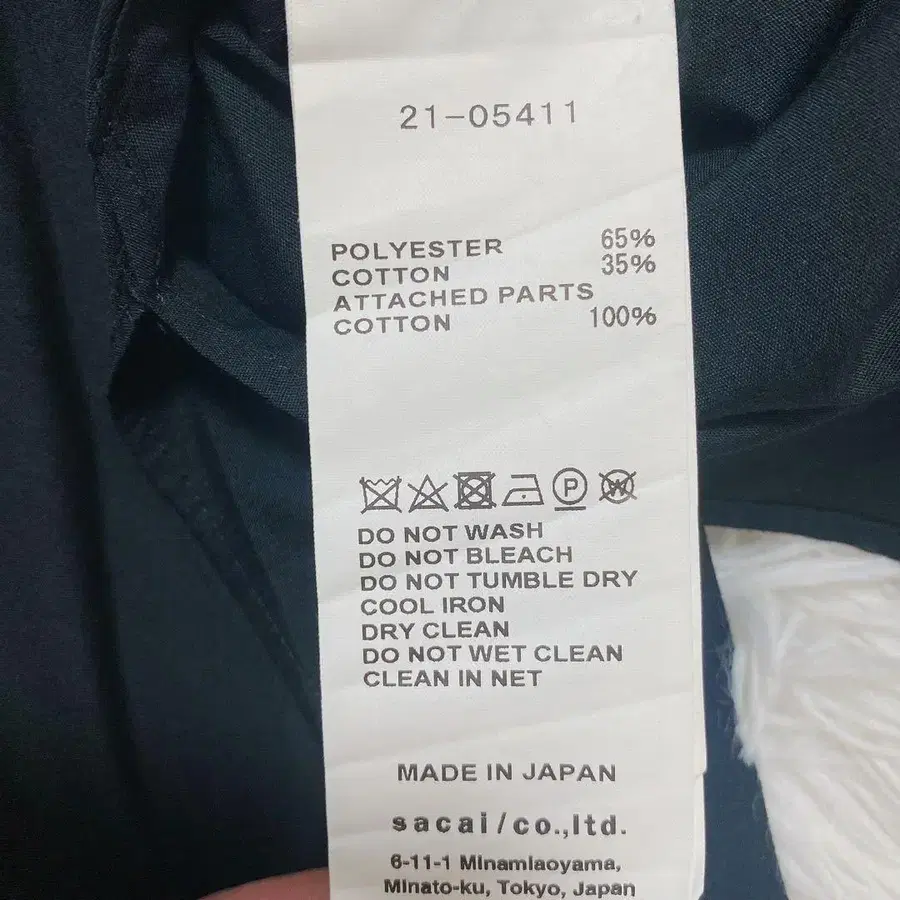 21-05411
POLYESTER 65%
COTTON 35%
ATTACHED PARTS
COTTON 100%
P W
DO NOT WASH
DO NOT BLEACH
DO NOT TUMBLE DRY
COOL IRON
DRY CLEAN
DO NOT WET CLEAN
CLEAN IN NET
MADE IN JAPAN
sacai/co.,ltd.
6-11-1 Minamiaoyama,
Minato-ku, Tokyo, Japan